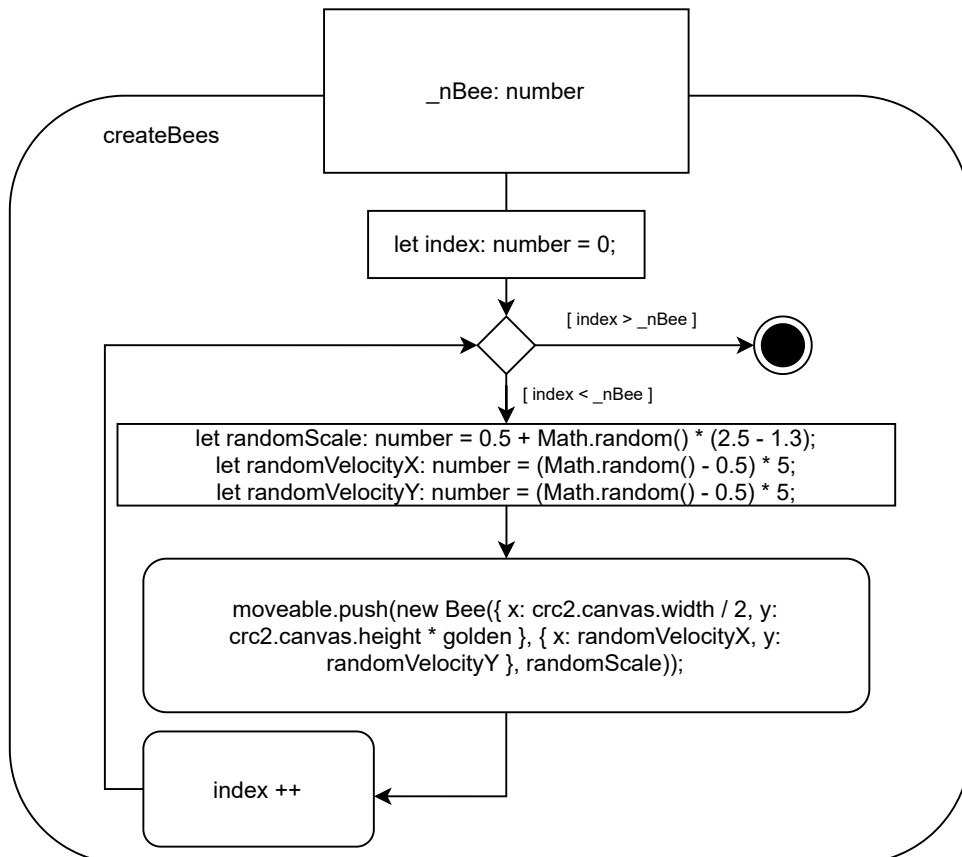 _nBee: number
createBees
let index: number = 0;
[ index > _nBee ]
[ index < _nBee ]
let randomScale: number = 0.5 + Math.random() * (2.5 - 1.3);
let randomVelocityX: number = (Math.random() - 0.5) * 5;
let randomVelocityY: number = (Math.random() - 0.5) * 5;
moveable.push(new Bee({ x: crc2.canvas.width / 2, y:
crc2.canvas.height * golden }, { x: randomVelocityX, y:
randomVelocityY }, randomScale));
index ++